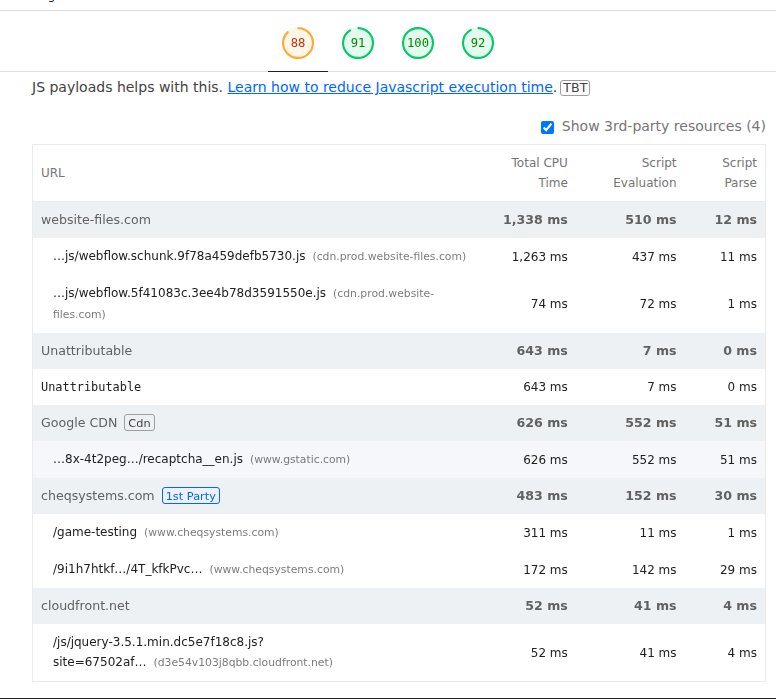 88 91 100 92
JS payloads helps with this. Learn how to reduce Javascript execution time. TBT
Show 3rd-party resources (4)
URL Total CPU Time Script Evaluation Script Parse
website-files.com 1,338 ms 510 ms 12 ms
…js/webflow.schunk.9f78a459defb5730.js (cdn.prod.website-files.com) 1,263 ms 437 ms 11 ms
…js/webflow.5f41083c.3ee4b78d3591550e.js (cdn.prod.website-
files.com) 74 ms 72 ms 1 ms
Unattributable 643 ms 7 ms 0 ms
Unattributable 643 ms 7 ms 0 ms
Google CDN Cdn 626 ms 552 ms 51 ms
…8x-4t2peg…/recaptcha__en.js (www.gstatic.com) 626 ms 552 ms 51 ms
cheqsystems.com 1st Party 483 ms 152 ms 30 ms
/game-testing (www.cheqsystems.com) 311 ms 11 ms 1 ms
/9i1h7htkf…/4T_kfkPvc… (www.cheqsystems.com) 172 ms 142 ms 29 ms
cloudfront.net 52 ms 41 ms 4 ms
/js/jquery-3.5.1.min.dc5e7f18c8.js?
site=67502af… (d3e54v103j8qbb.cloudfront.net) 52 ms 41 ms 4 ms